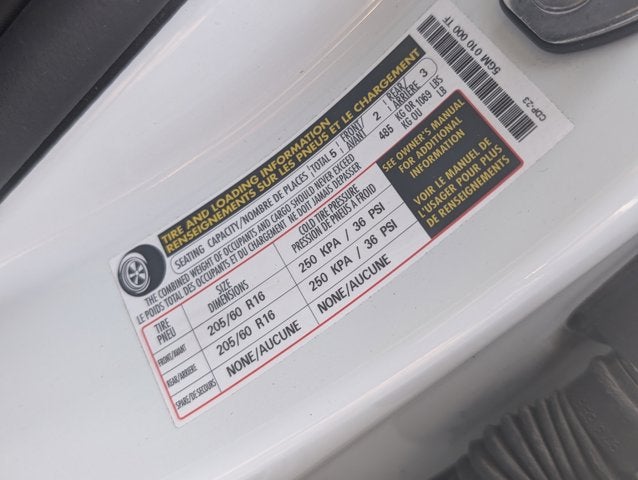 TIRE AND LOADING INFORMATION
RENSEIGNEMENTS SUR LES PNEUS ET LE CHARGEMENT
SEATING CAPACITY/NOMBRE DE PLACES TOTAL 5 FRONT/AVANT 2 REAR/ARRIÈRE 3
THE COMBINED WEIGHT OF OCCUPANTS AND CARGO SHOULD NEVER EXCEED
LE POIDS TOTAL DES OCCUPANTS ET DU CHARGEMENT NE DOIT JAMAIS DÉPASSER
485 KG OR 1069 LBS
KG OU LB
TIRE PNEU SIZE DIMENSIONS COLD TIRE PRESSURE PRESSION DE PNEUS À FROID
FRONT/AVANT 205/60 R16 250 KPA / 36 PSI
REAR/ARRIERE 205/60 R16 250 KPA / 36 PSI
SPARE/DE SECOURS NONE/AUCUNE NONE/AUCUNE
SEE OWNER'S MANUAL
FOR ADDITIONAL
INFORMATION
VOIR LE MANUEL DE
L'USAGER POUR PLUS
DE RENSEIGNEMENTS
5GM 010 000 TF
CDP-23